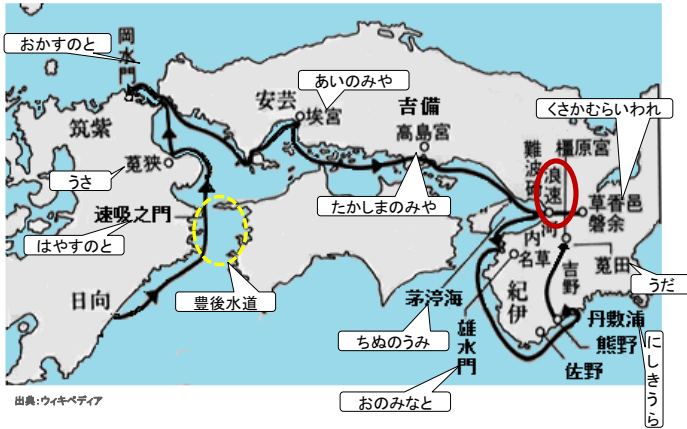 おかすのと
岡水門
筑紫
うさ
菟狭
速吸之門
はやすのと
日向
豊後水道
安芸
埃宮
あいのみや
吉備
高島宮
たかしまのみや
くさかむらいわれ
橿原宮
難波碕
浪速
草香邑
磐余
河内
名草
吉野
菟田
うだ
紀伊
茅渟海
ちぬのうみ
雄水門
おのみなと
丹敷浦
にしきうら
熊野
佐野
出典:ウィキペディア